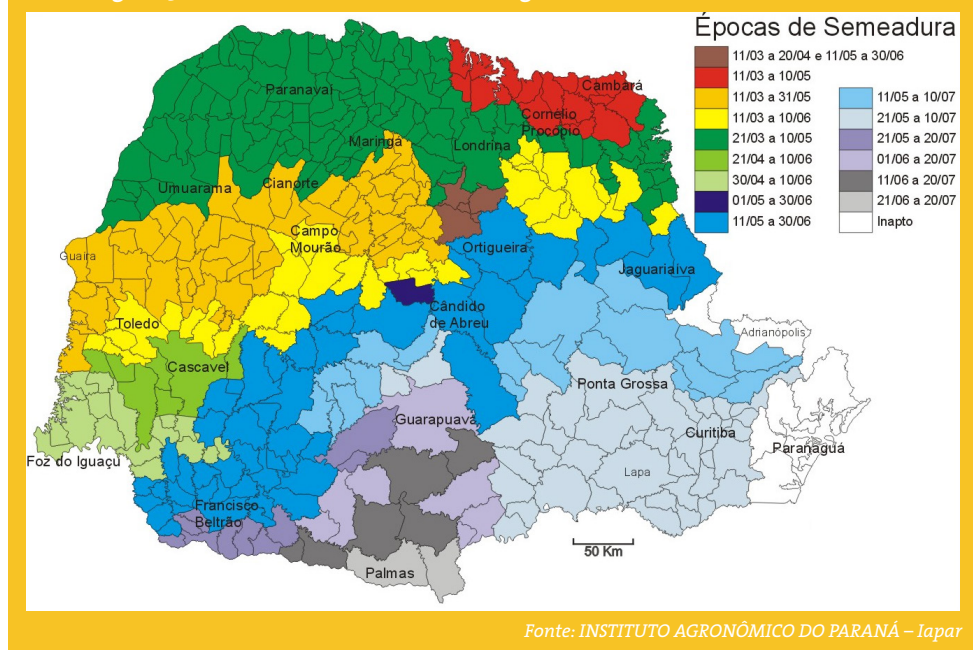 Épocas de Semeadura
11/03 a 20/04 e 11/05 a 30/06
11/03 a 10/05
11/03 a 31/05
11/03 a 10/06
21/03 a 10/05
21/04 a 10/06
30/04 a 10/06
01/05 a 30/06
11/05 a 30/06
11/05 a 10/07
21/05 a 10/07
21/05 a 20/07
01/06 a 20/07
11/06 a 20/07
21/06 a 20/07
Inapto
Cambará
Paranavaí
Cornélio
Procópio
Maringá
Londrina
Umuarama
Cianorte
Campo
Mourão
Guaira
Ortigueira
Jaguariaíva
Toledo
Cândido
de Abreu
Adrianópolis
Cascavel
Ponta Grossa
Guarapuava
Curitiba
Paranaguá
Foz do Iguaçu
Lapa
Francisco
Beltrão
50 Km
Palmas
Fonte: INSTITUTO AGRONÔMICO DO PARANÁ – Iapar